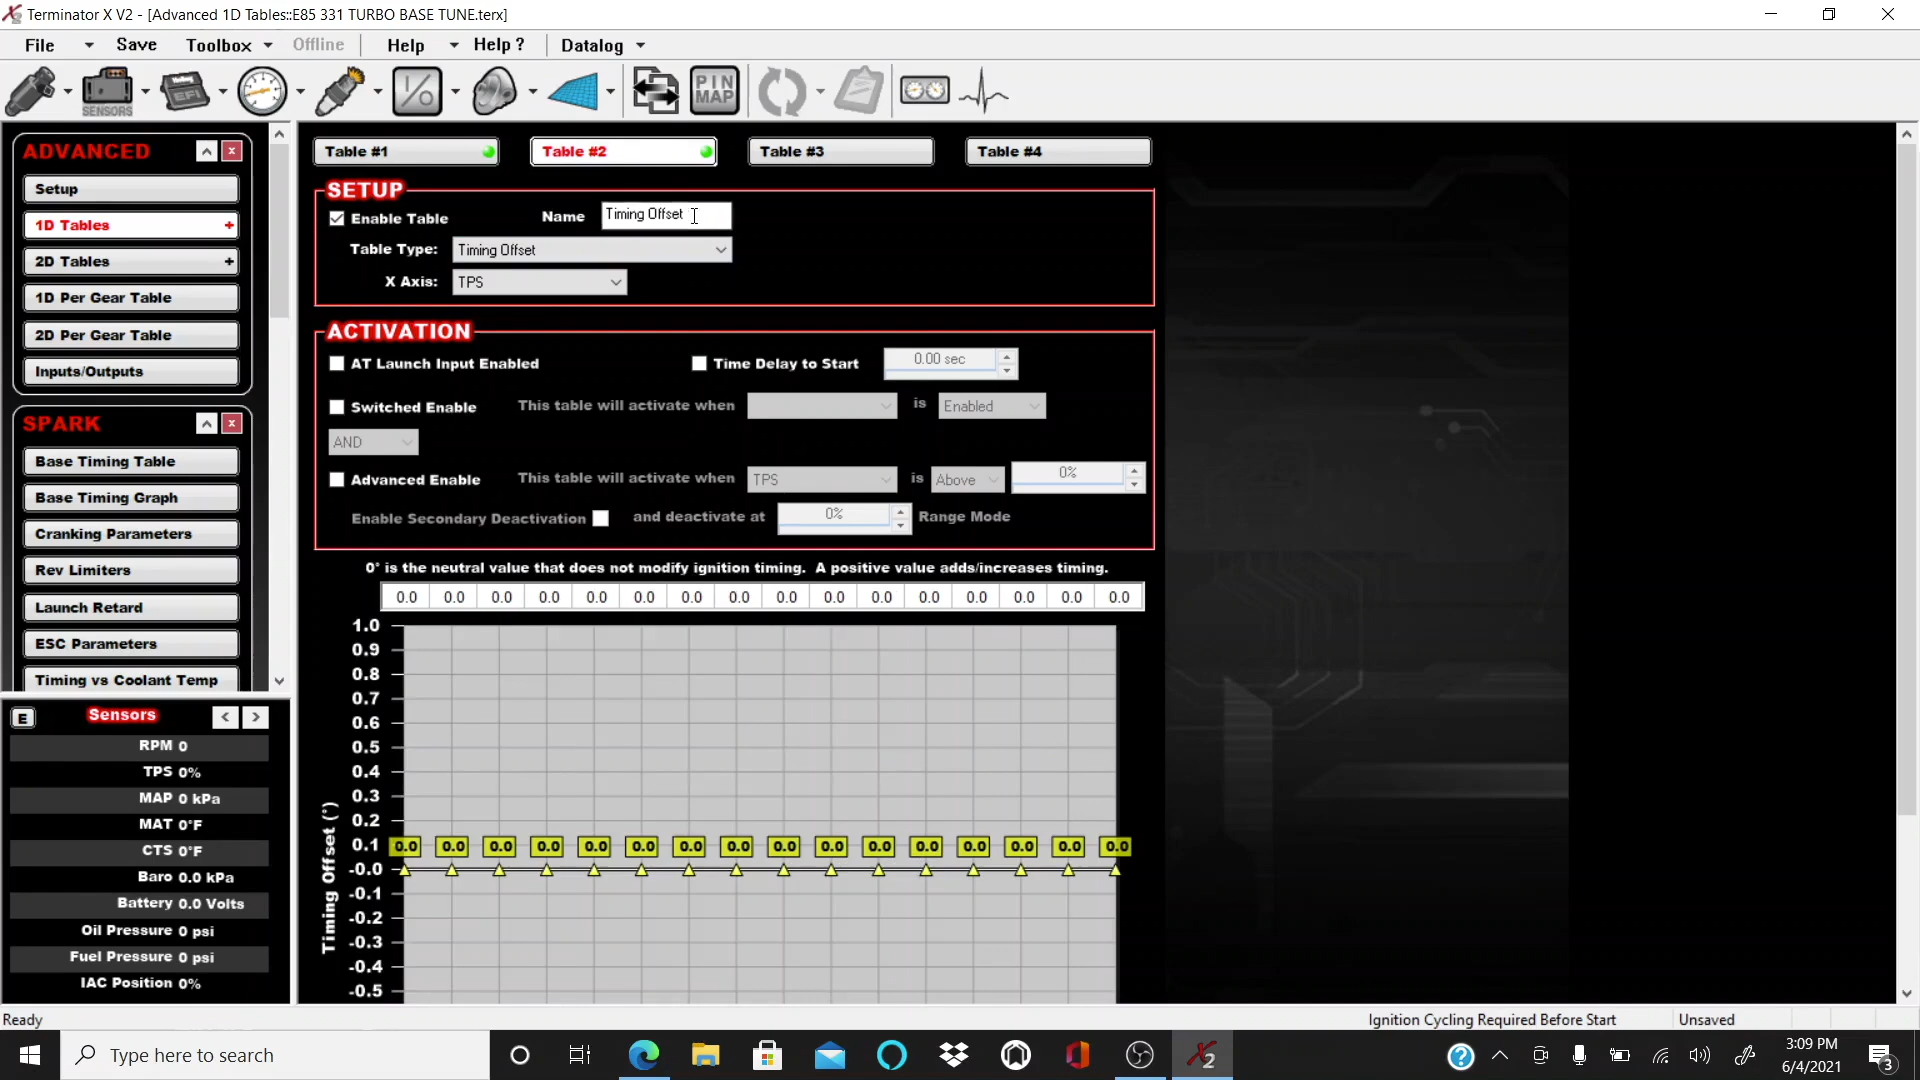 Terminator X V2 - [Advanced 1D Tables::E85 331 TURBO BASE TUNE.terx]
File Save Toolbox Offline Help Help ? Datalog
SENSORS EFI I/O PIN MAP
ADVANCED
Setup
1D Tables +
2D Tables +
1D Per Gear Table
2D Per Gear Table
Inputs/Outputs
SPARK
Base Timing Table
Base Timing Graph
Cranking Parameters
Rev Limiters
Launch Retard
ESC Parameters
Timing vs Coolant Temp
E Sensors < >
RPM 0
TPS 0%
MAP 0 kPa
MAT 0°F
CTS 0°F
Baro 0.0 kPa
Battery 0.0 Volts
Oil Pressure 0 psi
Fuel Pressure 0 psi
IAC Position 0%
Table #1 Table #2 Table #3 Table #4
SETUP
Enable Table Name Timing Offset
Table Type: Timing Offset
X Axis: TPS
ACTIVATION
AT Launch Input Enabled Time Delay to Start 0.00 sec
Switched Enable This table will activate when is Enabled
AND
Advanced Enable This table will activate when TPS is Above 0%
Enable Secondary Deactivation and deactivate at 0% Range Mode
0° is the neutral value that does not modify ignition timing. A positive value adds/increases timing.
0.0 0.0 0.0 0.0 0.0 0.0 0.0 0.0 0.0 0.0 0.0 0.0 0.0 0.0 0.0 0.0
1.0
0.9
0.8
0.7
0.6
0.5
0.4
0.3
0.2
0.1 0.0 0.0 0.0 0.0 0.0 0.0 0.0 0.0 0.0 0.0 0.0 0.0 0.0 0.0 0.0 0.0
-0.0
-0.1
-0.2
-0.3
-0.4
-0.5
Timing Offset (°)
Ready Ignition Cycling Required Before Start Unsaved
Type here to search
3:09 PM
6/4/2021
3